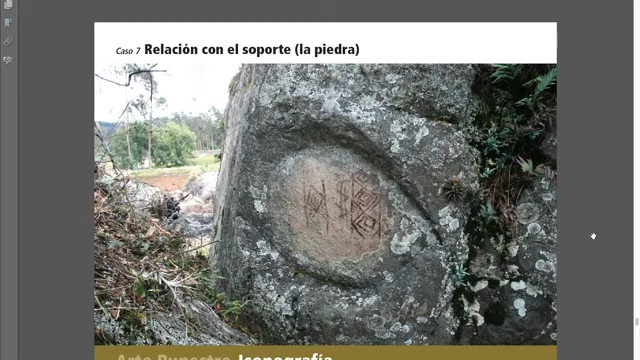 Caso 7 Relación con el soporte (la piedra)
Arte Rupestre Iconografía